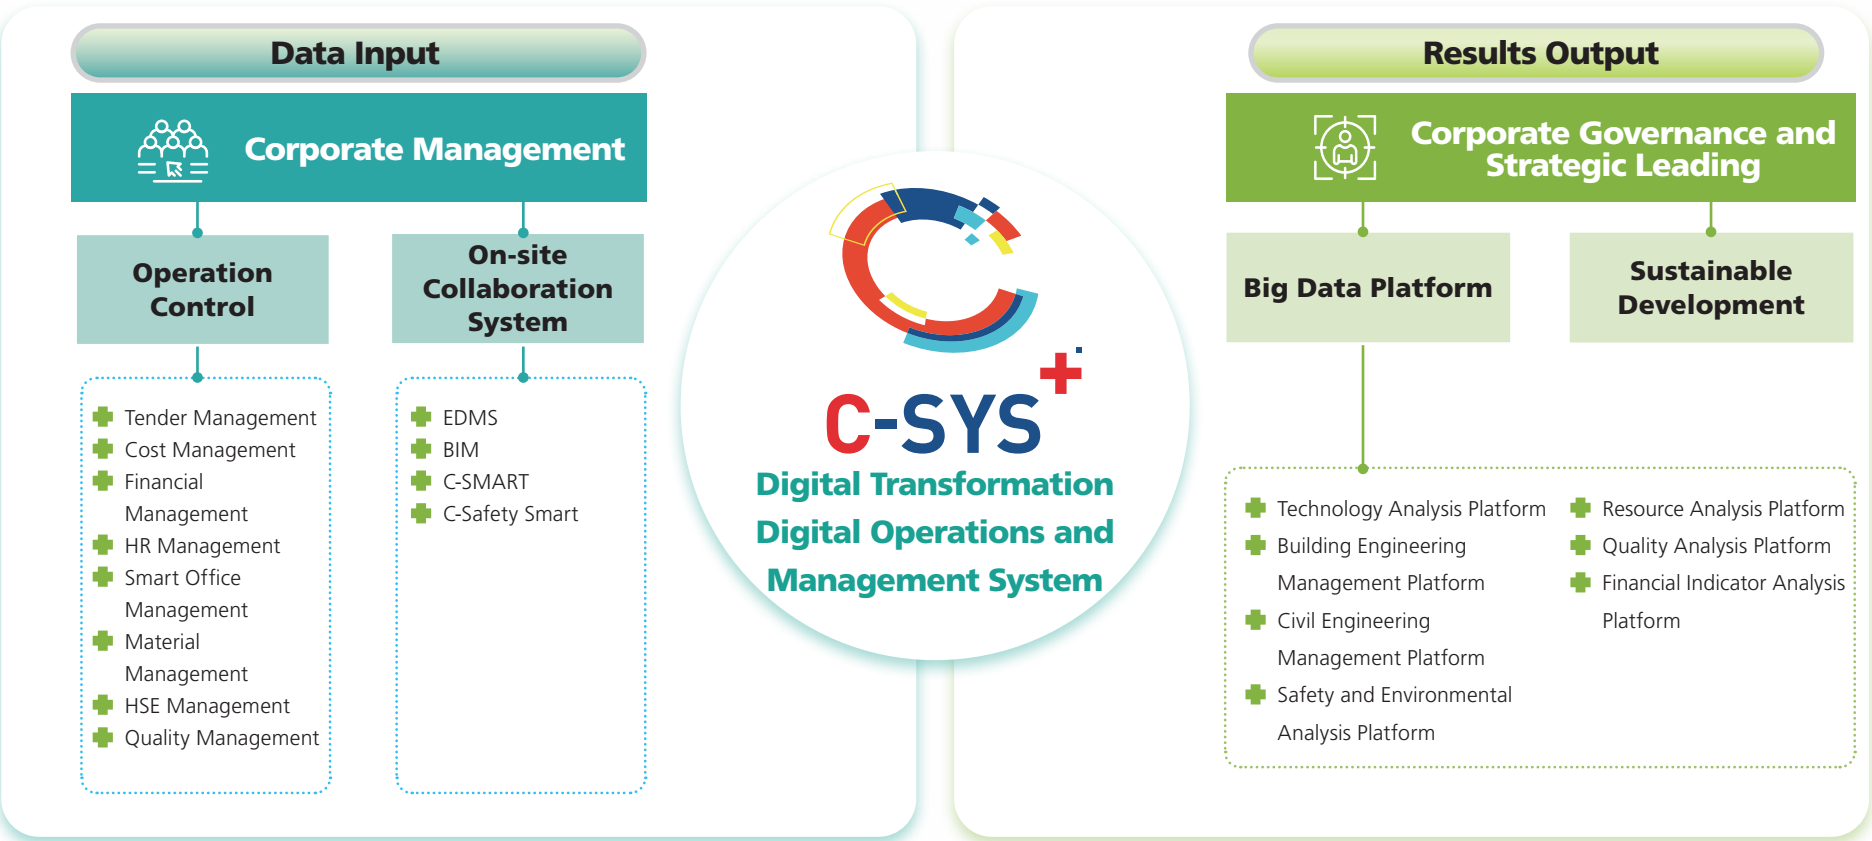 Data Input
Corporate Management
Operation
Control
Tender Management
Cost Management
Financial
Management
HR Management
Smart Office
Management
Material
Management
HSE Management
Quality Management
On-site
Collaboration
System
EDMS
BIM
C-SMART
C-Safety Smart
C-SYS+
Digital Transformation
Digital Operations and
Management System
Results Output
Corporate Governance and
Strategic Leading
Big Data Platform
Sustainable
Development
Technology Analysis Platform
Building Engineering
Management Platform
Civil Engineering
Management Platform
Safety and Environmental
Analysis Platform
Resource Analysis Platform
Quality Analysis Platform
Financial Indicator Analysis
Platform